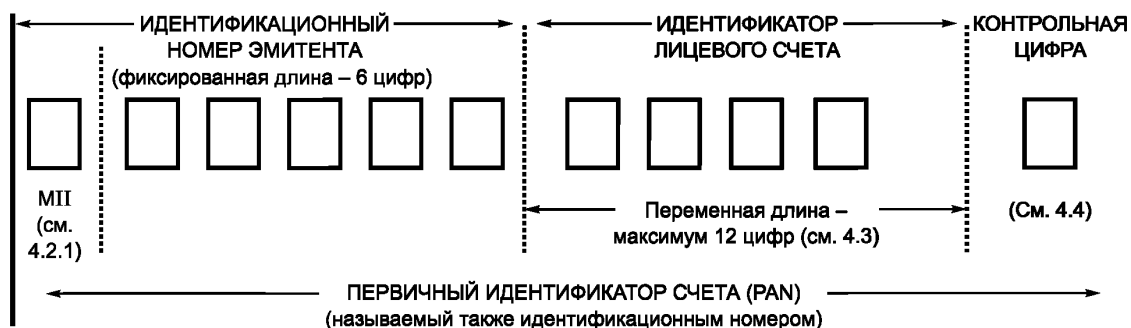 ИДЕНТИФИКАЦИОННЫЙ
НОМЕР ЭМИТЕНТА
(фиксированная длина – 6 цифр)
ИДЕНТИФИКАТОР
ЛИЦЕВОГО СЧЕТА
КОНТРОЛЬНАЯ
ЦИФРА
MII
(см.
4.2.1)
Переменная длина –
максимум 12 цифр (см. 4.3)
(См. 4.4)
ПЕРВИЧНЫЙ ИДЕНТИФИКАТОР СЧЕТА (PAN)
(называемый также идентификационным номером)